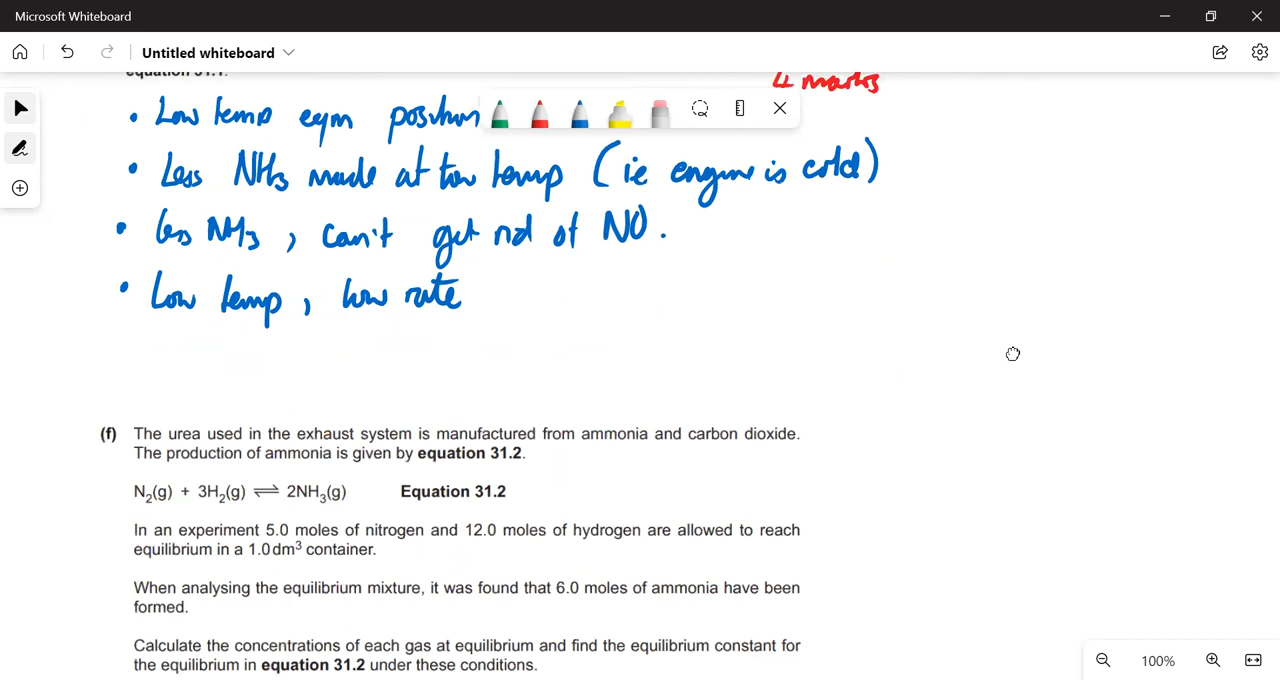 Microsoft Whiteboard
Untitled whiteboard
equation 31.1.
4 marks
• Low temp eqm position
• Less NH3 made at low temp (ie engine is cold)
• less NH3, can't get rid of NO.
• Low temp, low rate
(f) The urea used in the exhaust system is manufactured from ammonia and carbon dioxide.
The production of ammonia is given by equation 31.2.
N₂(g) + 3H₂(g) ⇌ 2NH₃(g) Equation 31.2
In an experiment 5.0 moles of nitrogen and 12.0 moles of hydrogen are allowed to reach
equilibrium in a 1.0 dm³ container.
When analysing the equilibrium mixture, it was found that 6.0 moles of ammonia have been
formed.
Calculate the concentrations of each gas at equilibrium and find the equilibrium constant for
the equilibrium in equation 31.2 under these conditions.
100%